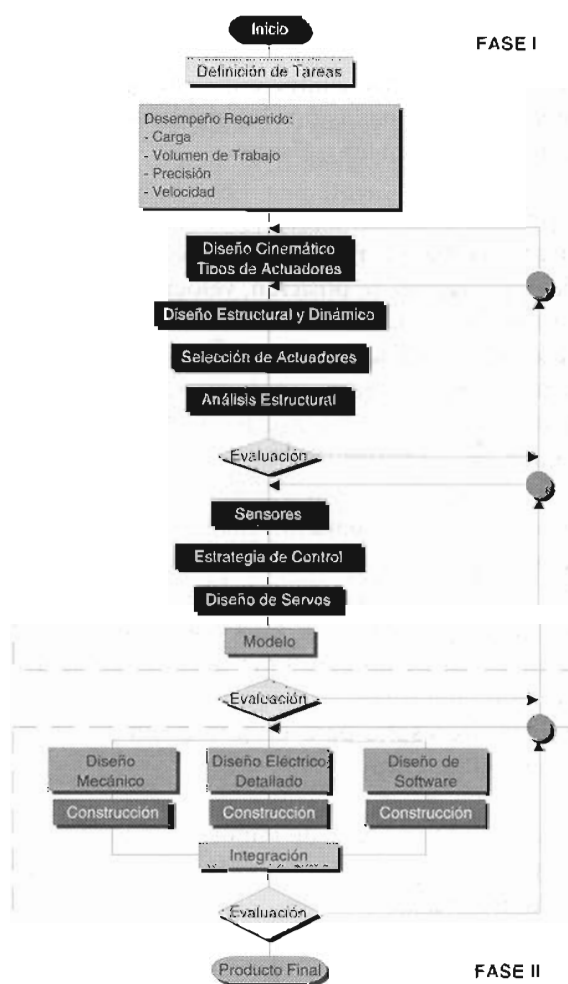 Inicio
FASE I
Definición de Tareas
Desempeño Requerido:
- Carga
- Volumen de Trabajo
- Precisión
- Velocidad
Diseño Cinemático
Tipos de Actuadores
Diseño Estructural y Dinámico
Selección de Actuadores
Análisis Estructural
Evaluación
Sensores
Estrategia de Control
Diseño de Servos
Modelo
Evaluación
Diseño
Mecánico
Diseño Eléctrico
Detallado
Diseño de
Software
Construcción
Construcción
Construcción
Integración
Evaluación
Producto Final
FASE II